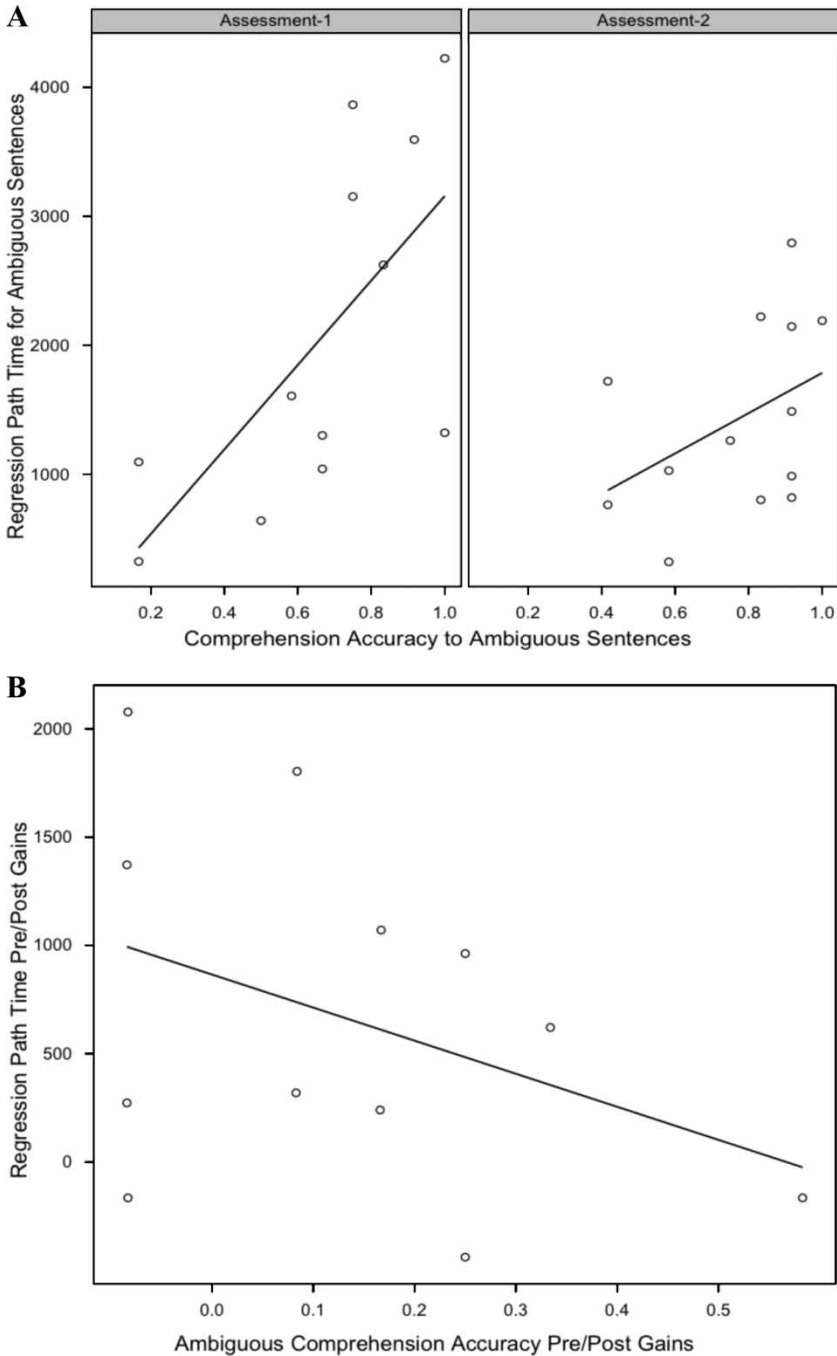 A
Assessment-1 Assessment-2
Regression Path Time for Ambiguous Sentences
4000
3000
2000
1000
0.2 0.4 0.6 0.8 1.0 0.2 0.4 0.6 0.8 1.0
Comprehension Accuracy to Ambiguous Sentences
B
Regression Path Time Pre/Post Gains
2000
1500
1000
500
0
0.0 0.1 0.2 0.3 0.4 0.5
Ambiguous Comprehension Accuracy Pre/Post Gains